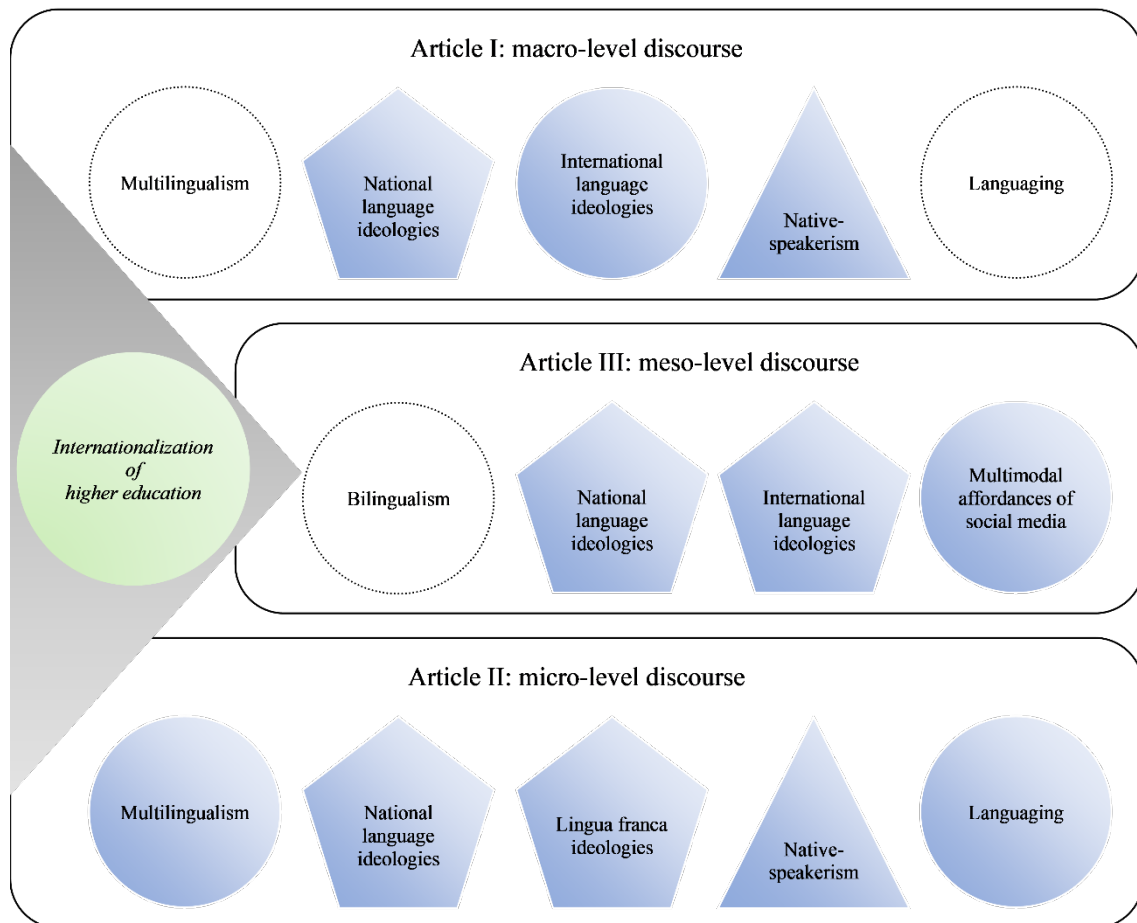 Article I: macro-level discourse
Multilingualism
National
language
ideologies
International
language
ideologies
Native-
speakerism
Languaging
Internationalization
of
higher education
Article III: meso-level discourse
Bilingualism
National
language
ideologies
International
language
ideologies
Multimodal
affordances of
social media
Article II: micro-level discourse
Multilingualism
National
language
ideologies
Lingua franca
ideologies
Native-
speakerism
Languaging